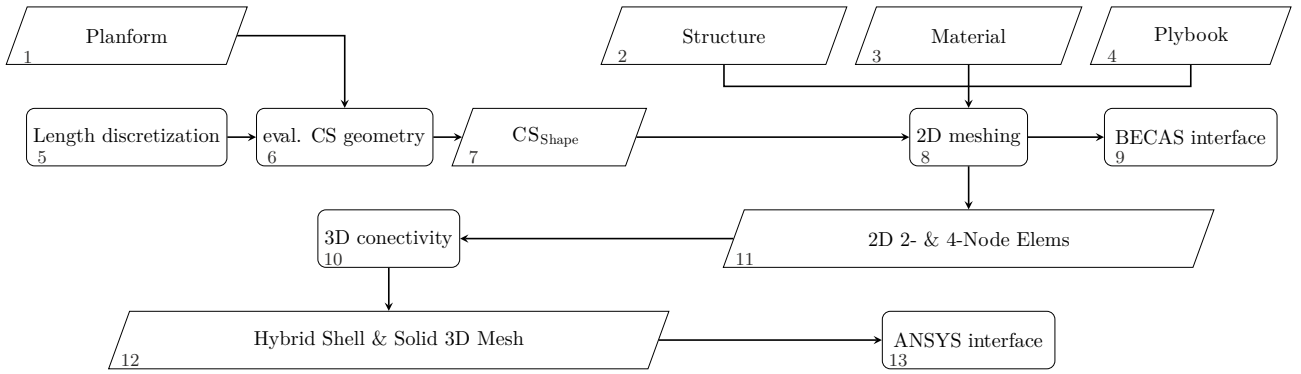 Planform
1
Structure
2
Material
3
Plybook
4
Length discretization
5
eval. CS geometry
6
CSShape
7
2D meshing
8
BECAS interface
9
3D conectivity
10
2D 2- & 4-Node Elems
11
Hybrid Shell & Solid 3D Mesh
12
ANSYS interface
13